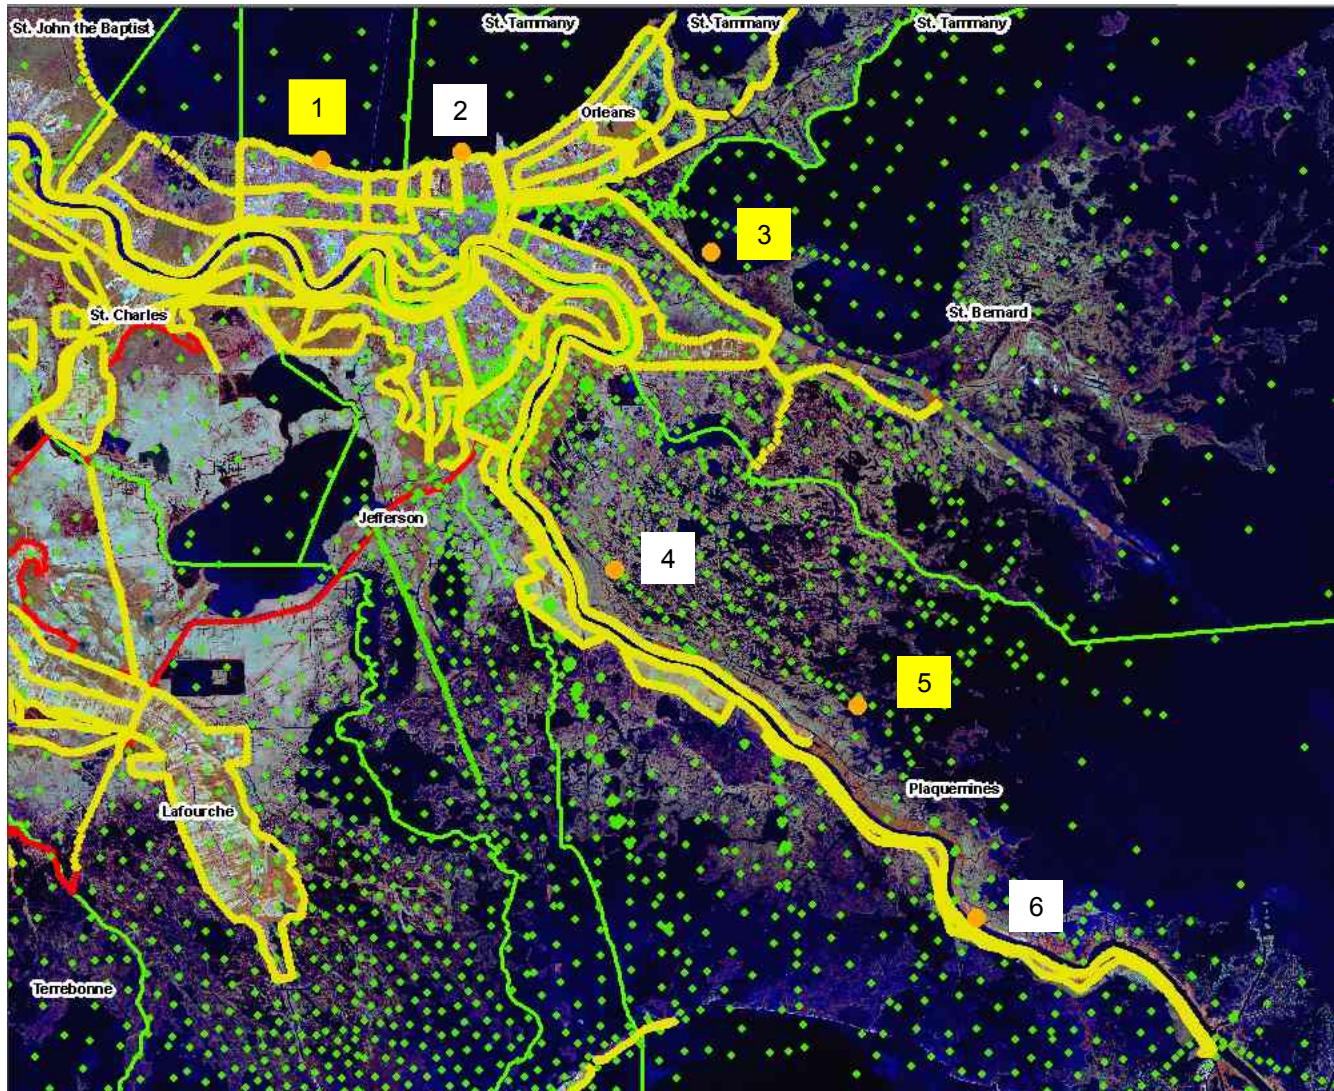 St. John the Baptist
St. Tammany
St. Tammany
St. Tammany
1
2
Orleans
3
St. Charles
St. Bernard
Jefferson
4
5
Plaquemines
Lafourche
6
Terrebonne